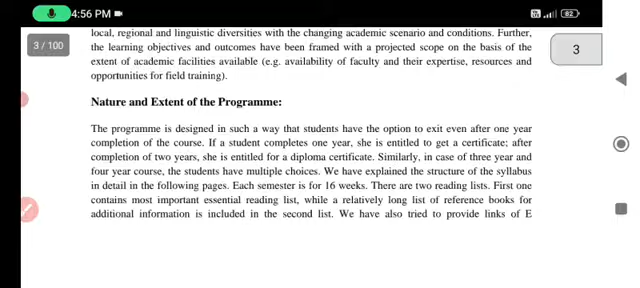 4:56 PM
82
3 / 100
3
local, regional and linguistic diversities with the changing academic scenario and conditions. Further,
the learning objectives and outcomes have been framed with a projected scope on the basis of the
extent of academic facilities available (e.g. availability of faculty and their expertise, resources and
opportunities for field training).
Nature and Extent of the Programme:
The programme is designed in such a way that students have the option to exit even after one year
completion of the course. If a student completes one year, she is entitled to get a certificate; after
completion of two years, she is entitled for a diploma certificate. Similarly, in case of three year and
four year course, the students have multiple choices. We have explained the structure of the syllabus
in detail in the following pages. Each semester is for 16 weeks. There are two reading lists. First one
contains most important essential reading list, while a relatively long list of reference books for
additional information is included in the second list. We have also tried to provide links of E